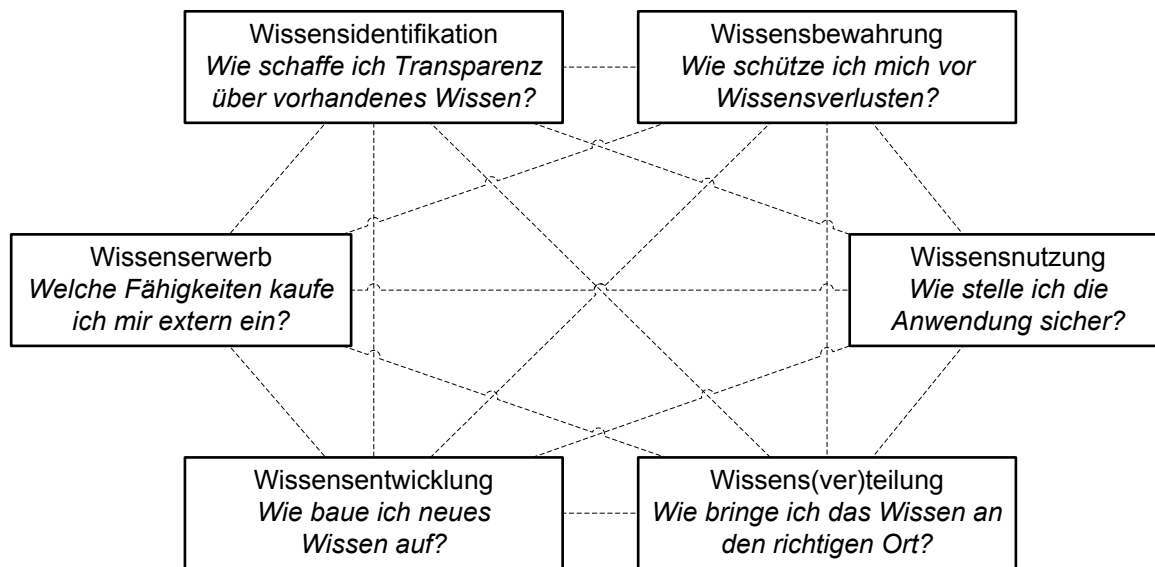 Wissensidentifikation
Wie schaffe ich Transparenz
über vorhandenes Wissen?
Wissensbewahrung
Wie schütze ich mich vor
Wissensverlusten?
Wissenserwerb
Welche Fähigkeiten kaufe
ich mir extern ein?
Wissensnutzung
Wie stelle ich die
Anwendung sicher?
Wissensentwicklung
Wie baue ich neues
Wissen auf?
Wissens(ver)teilung
Wie bringe ich das Wissen an
den richtigen Ort?